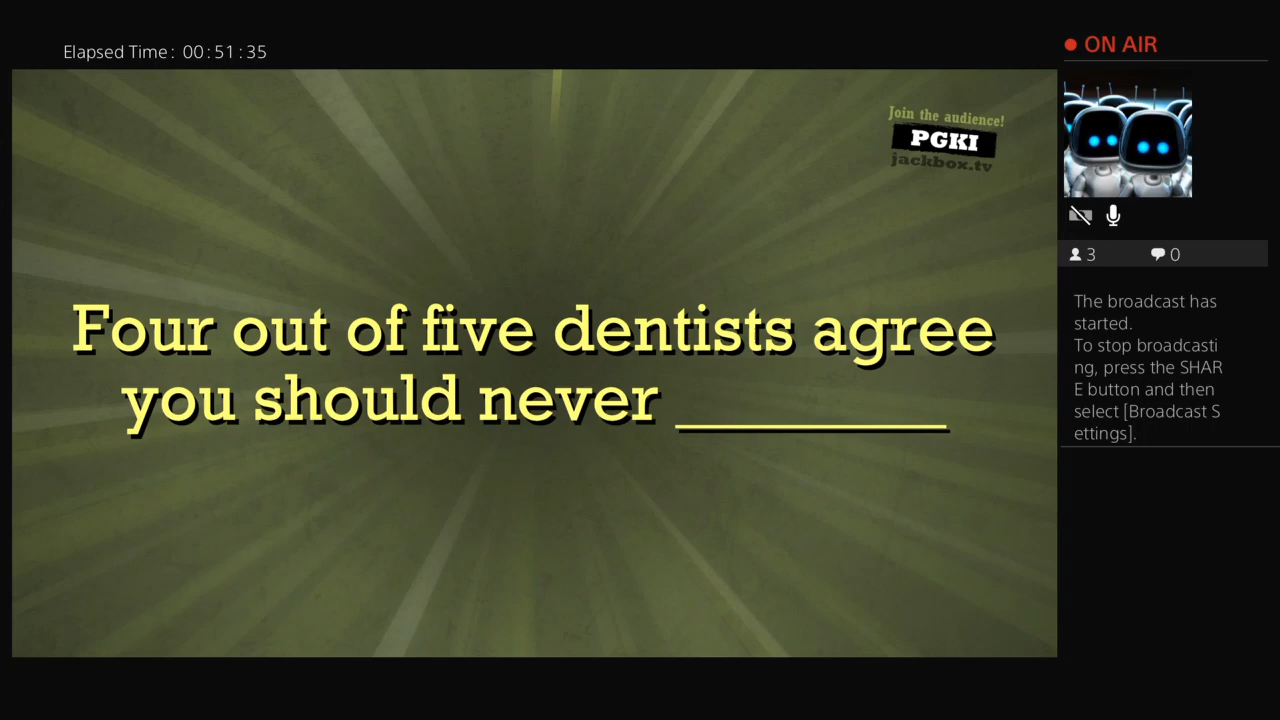 Elapsed Time: 00:51:35
ON AIR
Join the audience!
PGKI
jackbox.tv
3
0
Four out of five dentists agree
you should never _________
The broadcast has
started.
To stop broadcasti
ng, press the SHAR
E button and then
select [Broadcast S
ettings].